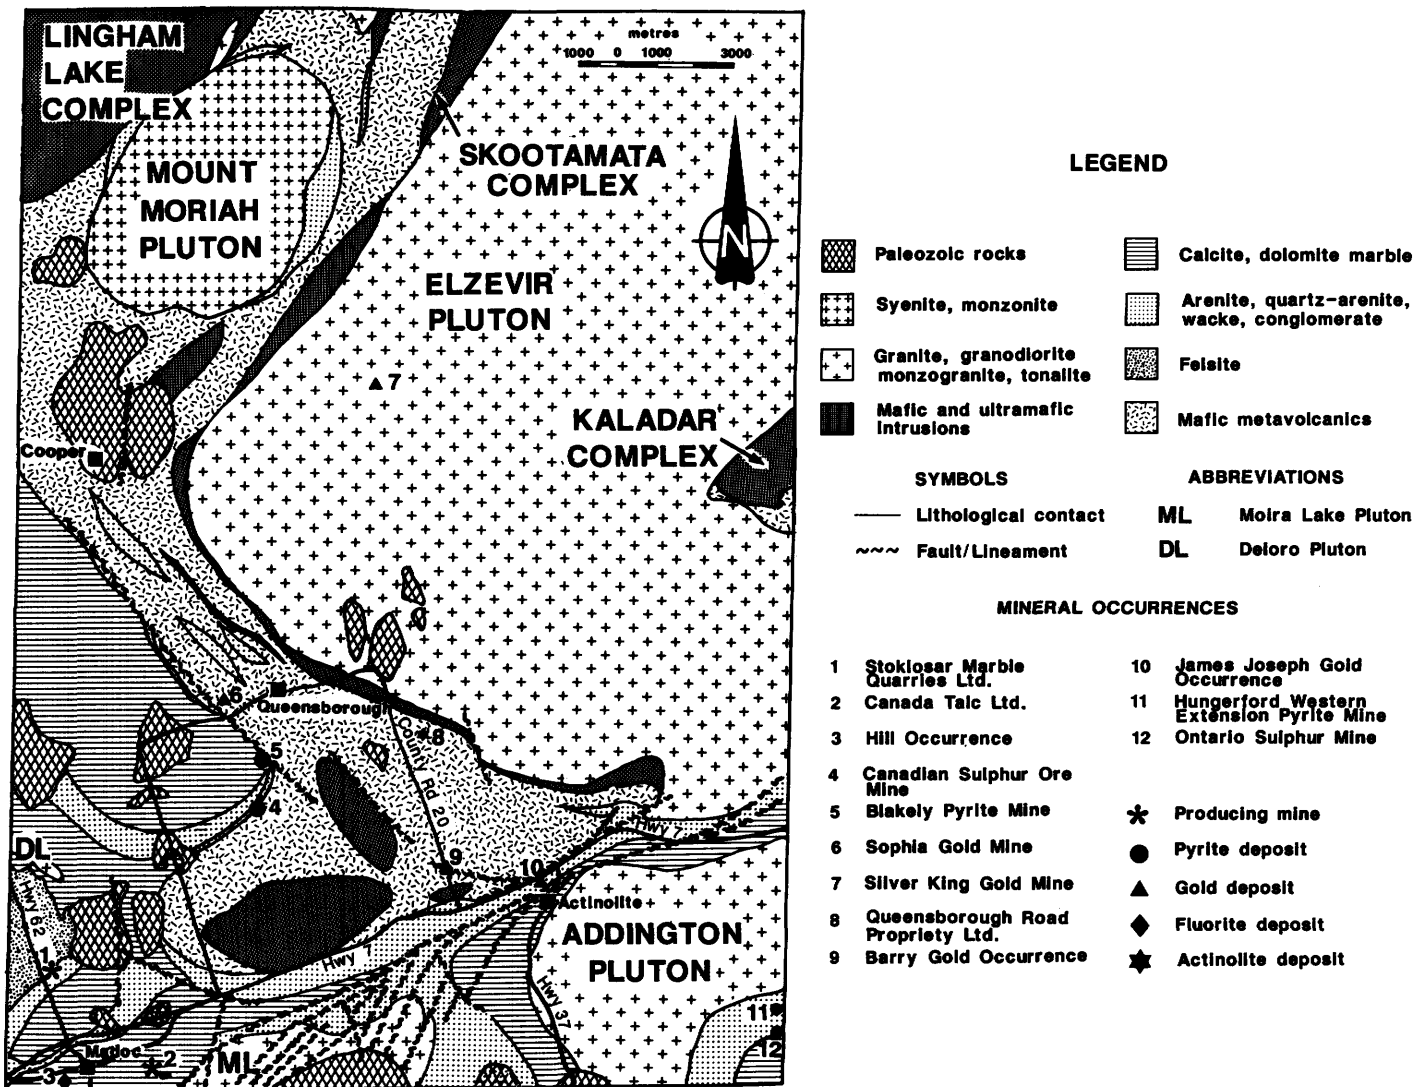 LINGHAM
LAKE
COMPLEX
metres
1000 0 1000 3000
SKOOTAMATA
COMPLEX
MOUNT
MORIAH
PLUTON
N
ELZEVIR
PLUTON
7
KALADAR
COMPLEX
Cooper
6
Queensborough
County Rd 20
8
5
4
Hwy 7
DL
Hwy 62
9
10
Actinolite
ADDINGTON
PLUTON
Hwy 7
Hwy 37
1
11
12
Madoc
2
ML
3
LEGEND
Paleozoic rocks
Syenite, monzonite
Granite, granodiorite
monzogranite, tonalite
Mafic and ultramafic
intrusions
Calcite, dolomite marble
Arenite, quartz-arenite,
wacke, conglomerate
Felsite
Mafic metavolcanics
SYMBOLS
Lithological contact
Fault/Lineament
ABBREVIATIONS
ML Moira Lake Pluton
DL Deloro Pluton
MINERAL OCCURRENCES
1 Stoklosar Marble
Quarries Ltd.
2 Canada Talc Ltd.
3 Hill Occurrence
4 Canadian Sulphur Ore
Mine
5 Blakely Pyrite Mine
6 Sophia Gold Mine
7 Silver King Gold Mine
8 Queensborough Road
Propriety Ltd.
9 Barry Gold Occurrence
10 James Joseph Gold
Occurrence
11 Hungerford Western
Extension Pyrite Mine
12 Ontario Sulphur Mine
Producing mine
Pyrite deposit
Gold deposit
Fluorite deposit
Actinolite deposit